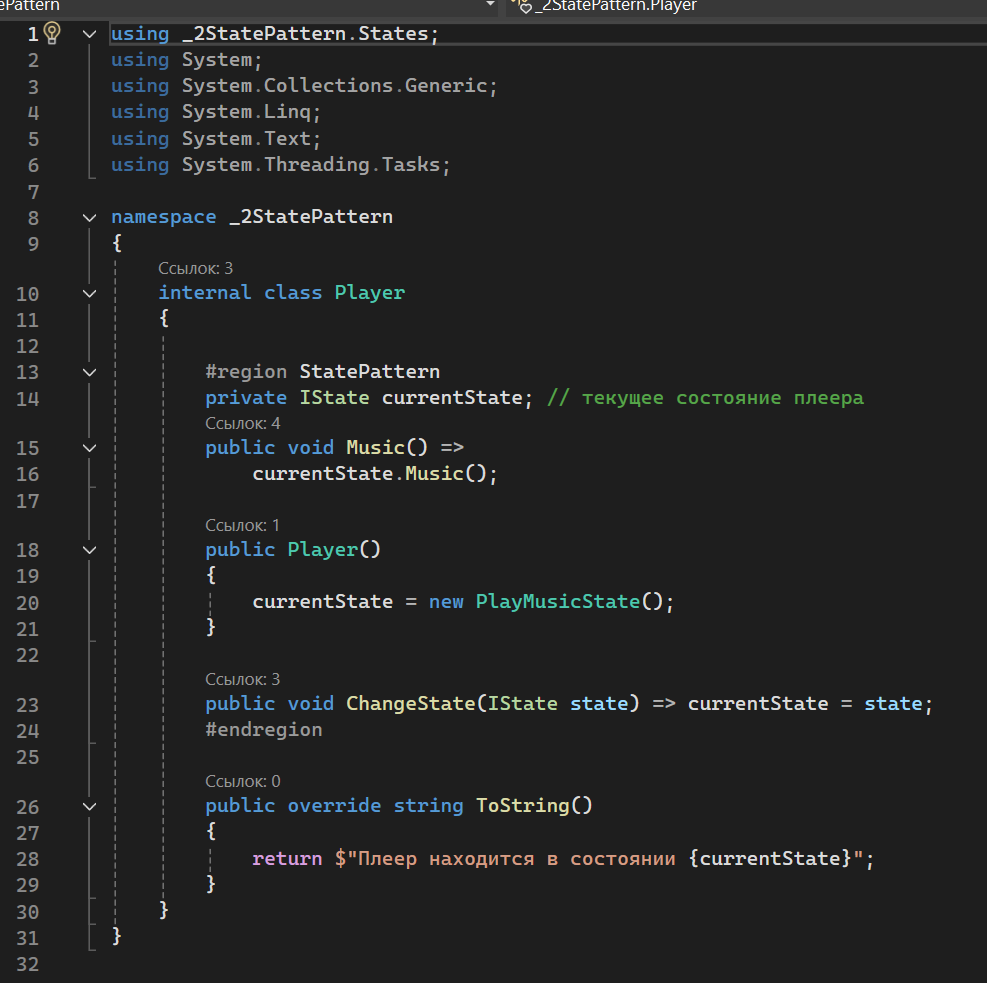 ePattern
_2StatePattern.Player
1 using _2StatePattern.States;
2 using System;
3 using System.Collections.Generic;
4 using System.Linq;
5 using System.Text;
6 using System.Threading.Tasks;
7
8 namespace _2StatePattern
9 {
Ссылок: 3
10 internal class Player
11 {
12
13 #region StatePattern
14 private IState currentState; // текущее состояние плеера
Ссылок: 4
15 public void Music() =>
16 currentState.Music();
17
Ссылок: 1
18 public Player()
19 {
20 currentState = new PlayMusicState();
21 }
22
Ссылок: 3
23 public void ChangeState(IState state) => currentState = state;
24 #endregion
25
Ссылок: 0
26 public override string ToString()
27 {
28 return $"Плеер находится в состоянии {currentState}";
29 }
30 }
31 }
32